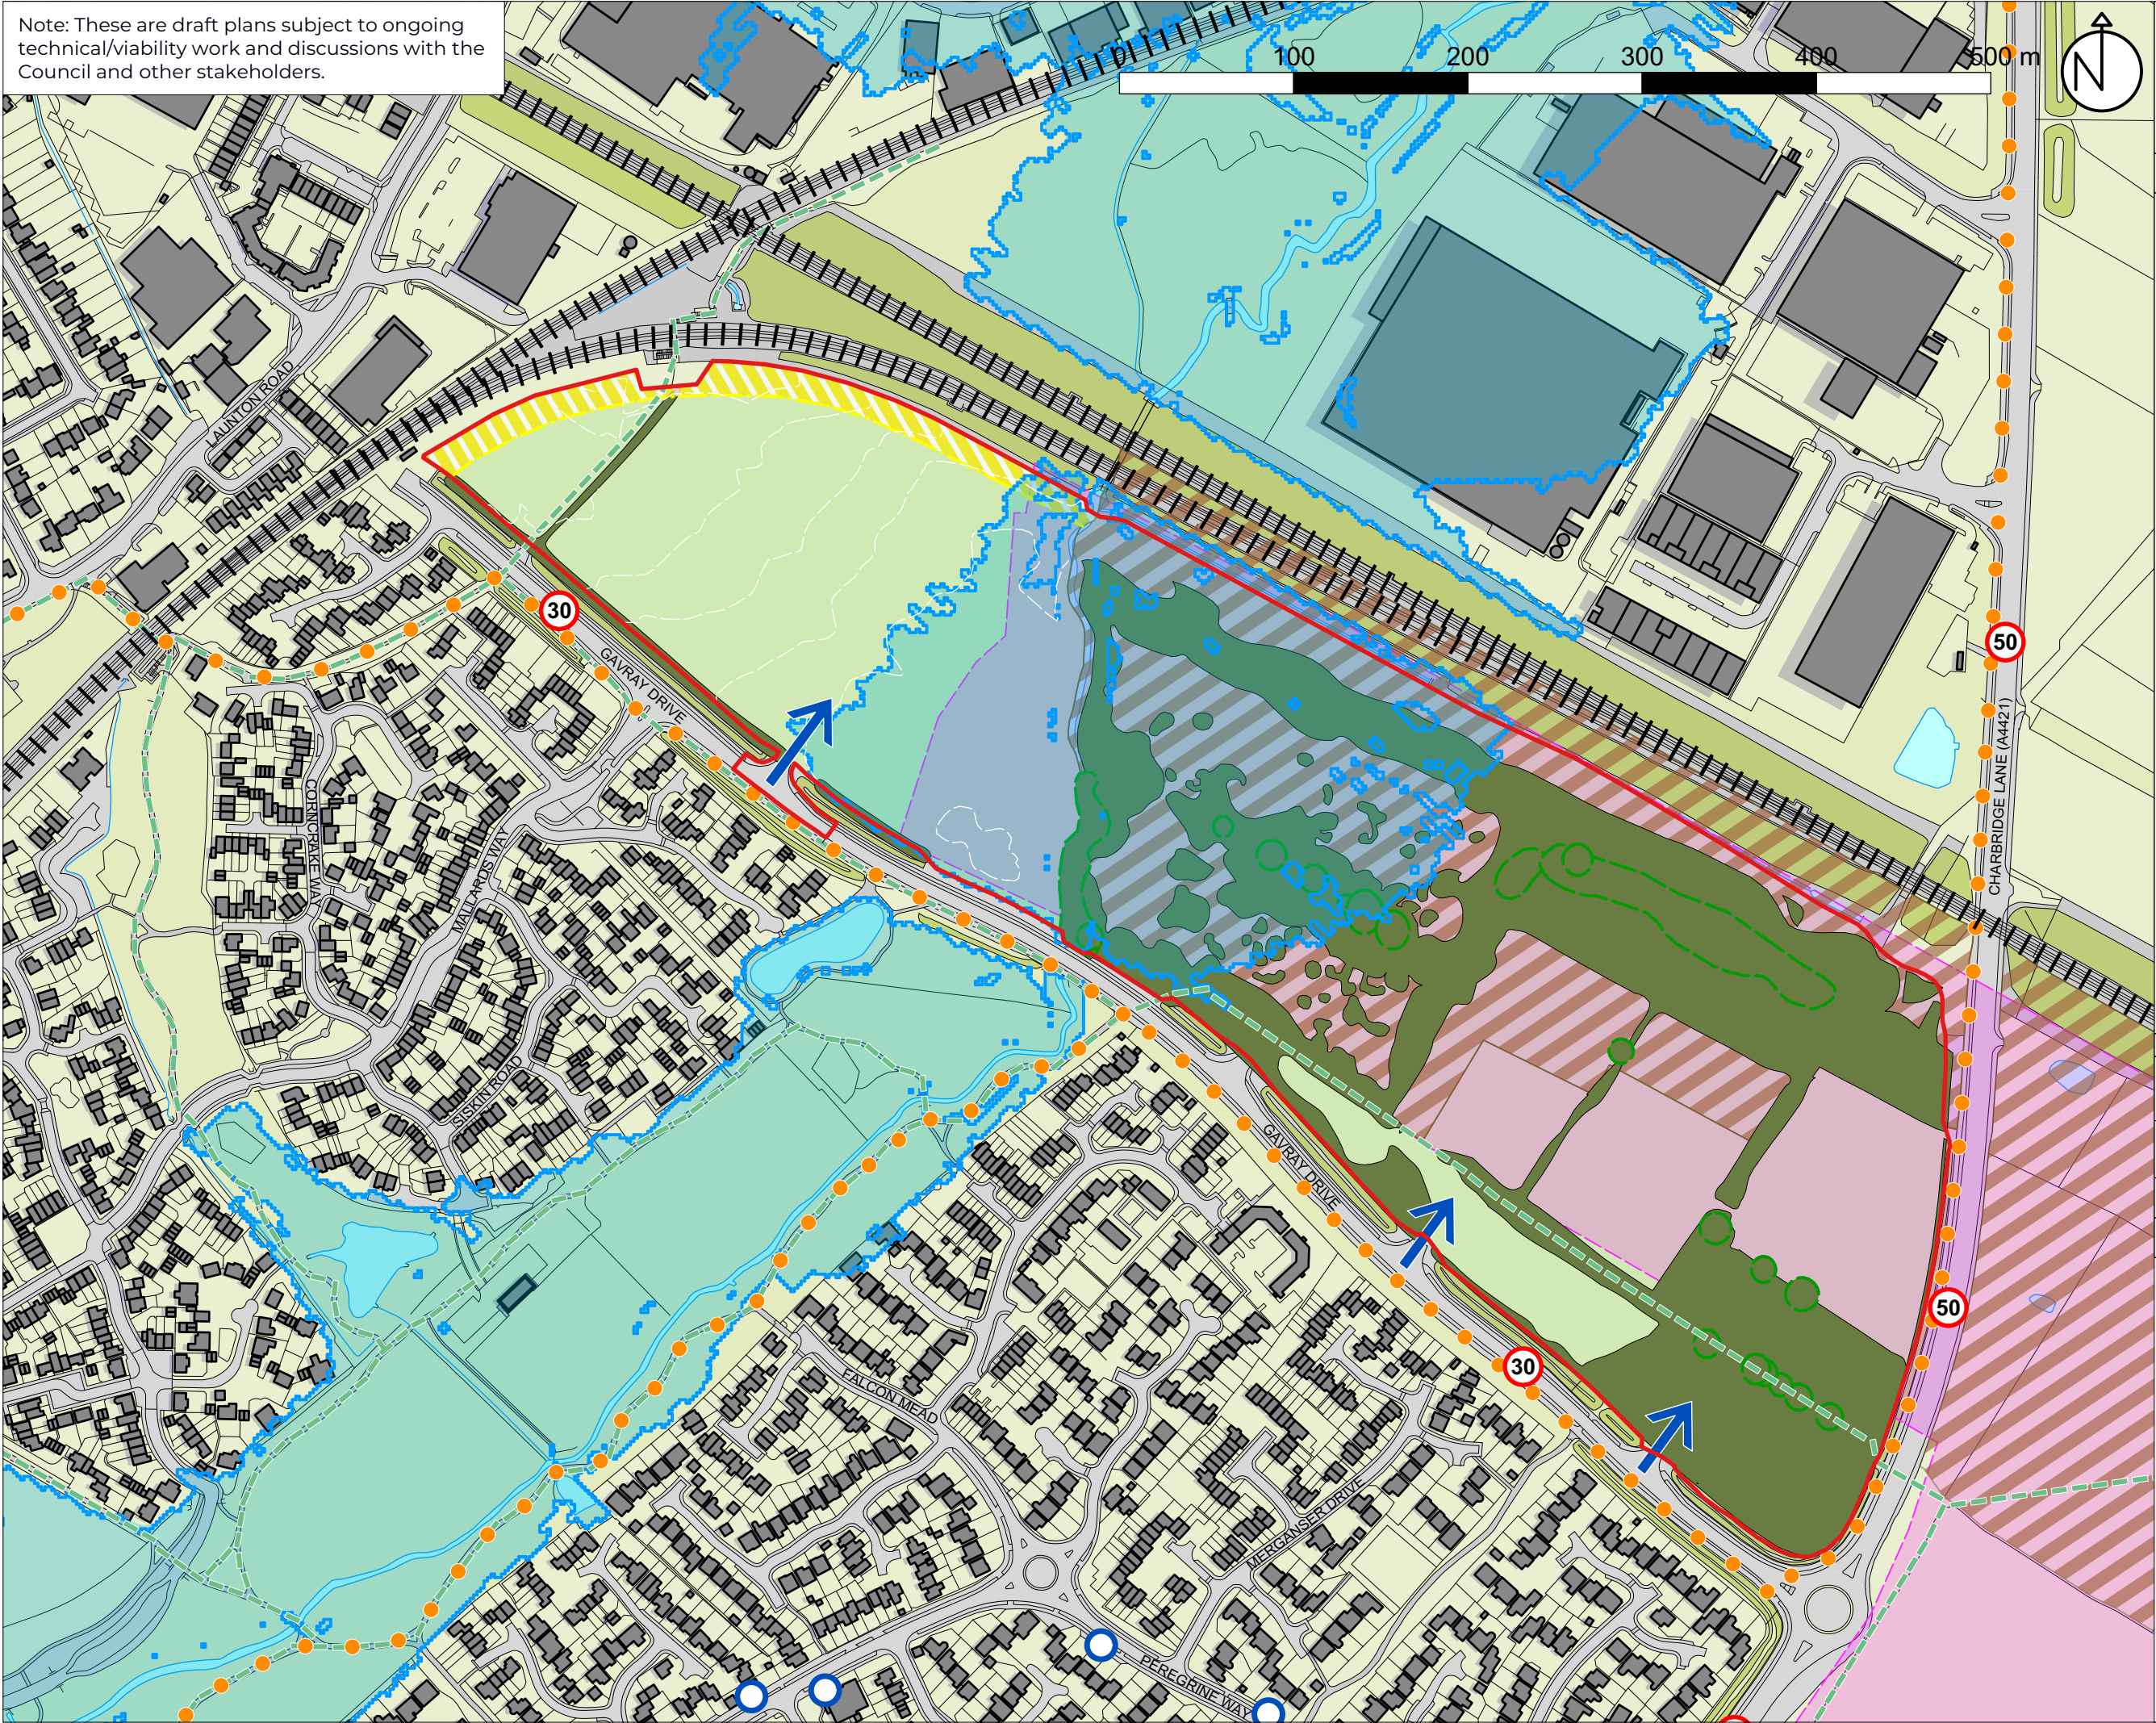 Note: These are draft plans subject to ongoing
technical/viability work and discussions with the
Council and other stakeholders.
0
100
200
300
400
500 m
N
LAUNTON ROAD
30
GAVRAY DRIVE
50
CHARBRIDGE LANE (A4421)
CORNCRAKE WAY
MALLARDS WAY
SISKIN ROAD
GAVRAY DRIVE
50
30
FALCON MEAD
MERGANSER DRIVE
PEREGRINE WAY